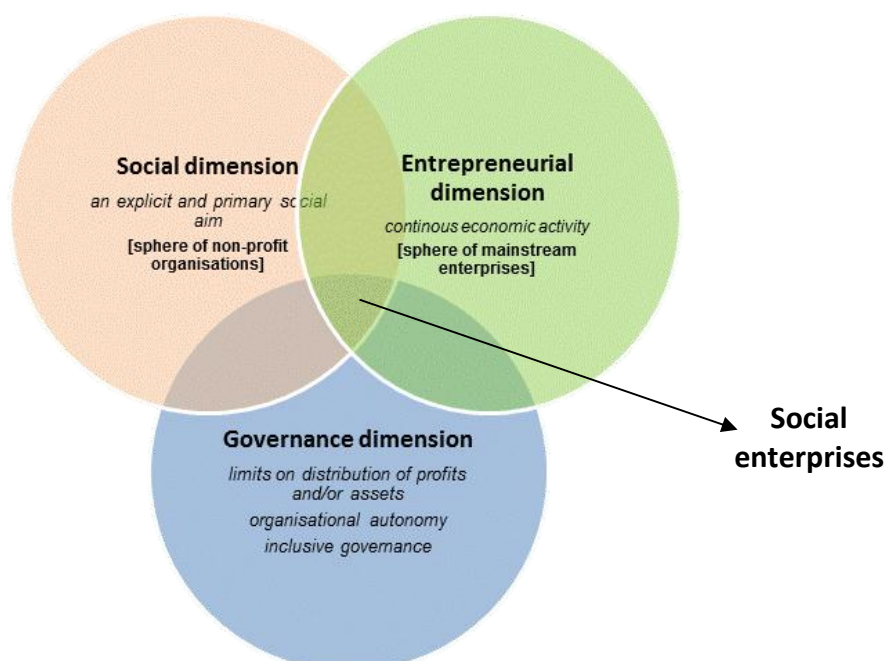 Social dimension
an explicit and primary social
aim
[sphere of non-profit
organisations]
Entrepreneurial
dimension
continous economic activity
[sphere of mainstream
enterprises]
Governance dimension
limits on distribution of profits
and/or assets
organisational autonomy
inclusive governance
Social
enterprises